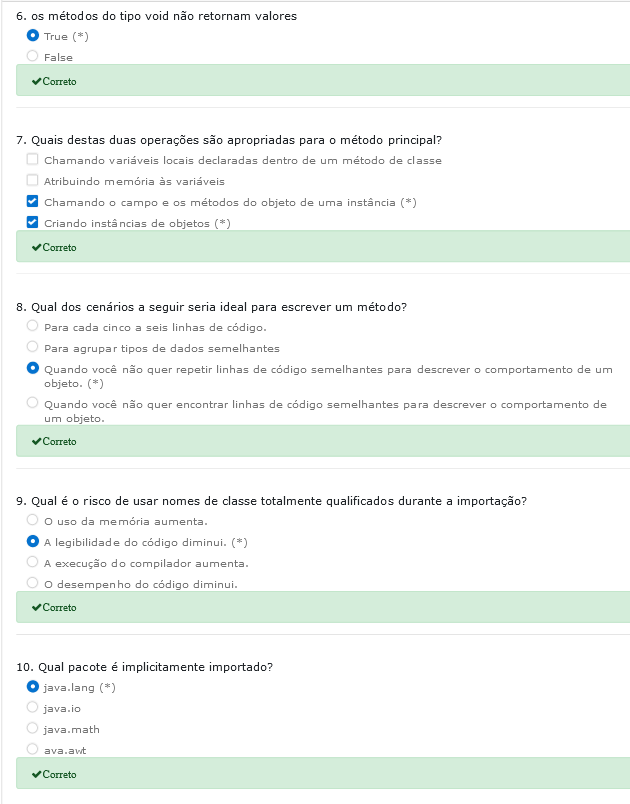 6. os métodos do tipo void não retornam valores
True (*)
False
Correto
7. Quais destas duas operações são apropriadas para o método principal?
Chamando variáveis locais declaradas dentro de um método de classe
Atribuindo memória às variáveis
Chamando o campo e os métodos do objeto de uma instância (*)
Criando instâncias de objetos (*)
Correto
8. Qual dos cenários a seguir seria ideal para escrever um método?
Para cada cinco a seis linhas de código.
Para agrupar tipos de dados semelhantes
Quando você não quer repetir linhas de código semelhantes para descrever o comportamento de um
objeto. (*)
Quando você não quer encontrar linhas de código semelhantes para descrever o comportamento de
um objeto.
Correto
9. Qual é o risco de usar nomes de classe totalmente qualificados durante a importação?
O uso da memória aumenta.
A legibilidade do código diminui. (*)
A execução do compilador aumenta.
O desempenho do código diminui.
Correto
10. Qual pacote é implicitamente importado?
java.lang (*)
java.io
java.math
ava.awt
Correto